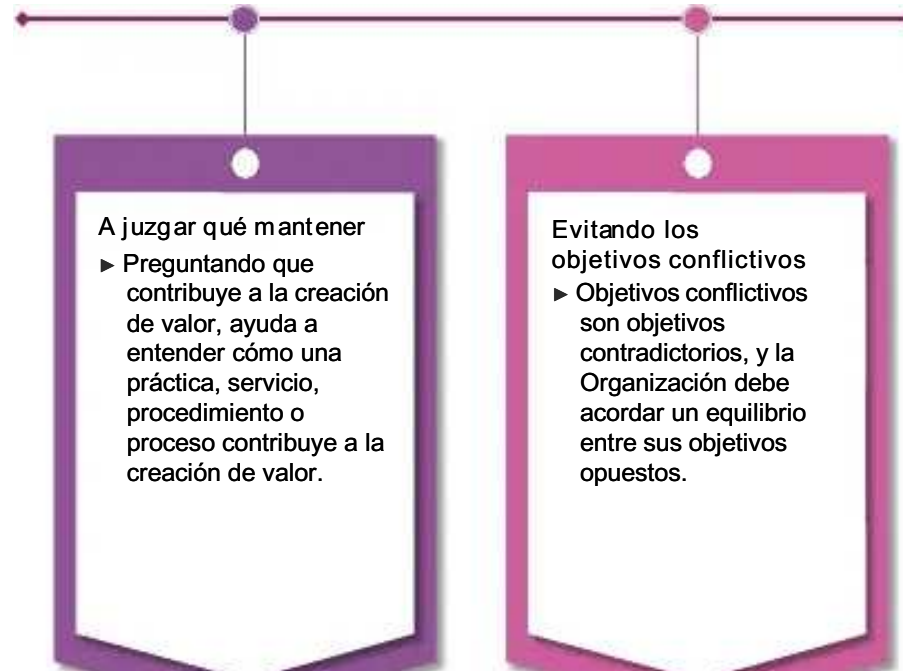 A juzgar qué mantener
► Preguntando que
contribuye a la creación
de valor, ayuda a
entender cómo una
práctica, servicio,
procedimiento o
proceso contribuye a la
creación de valor.
Evitando los
objetivos conflictivos
► Objetivos conflictivos
son objetivos
contradictorios, y la
Organización debe
acordar un equilibrio
entre sus objetivos
opuestos.